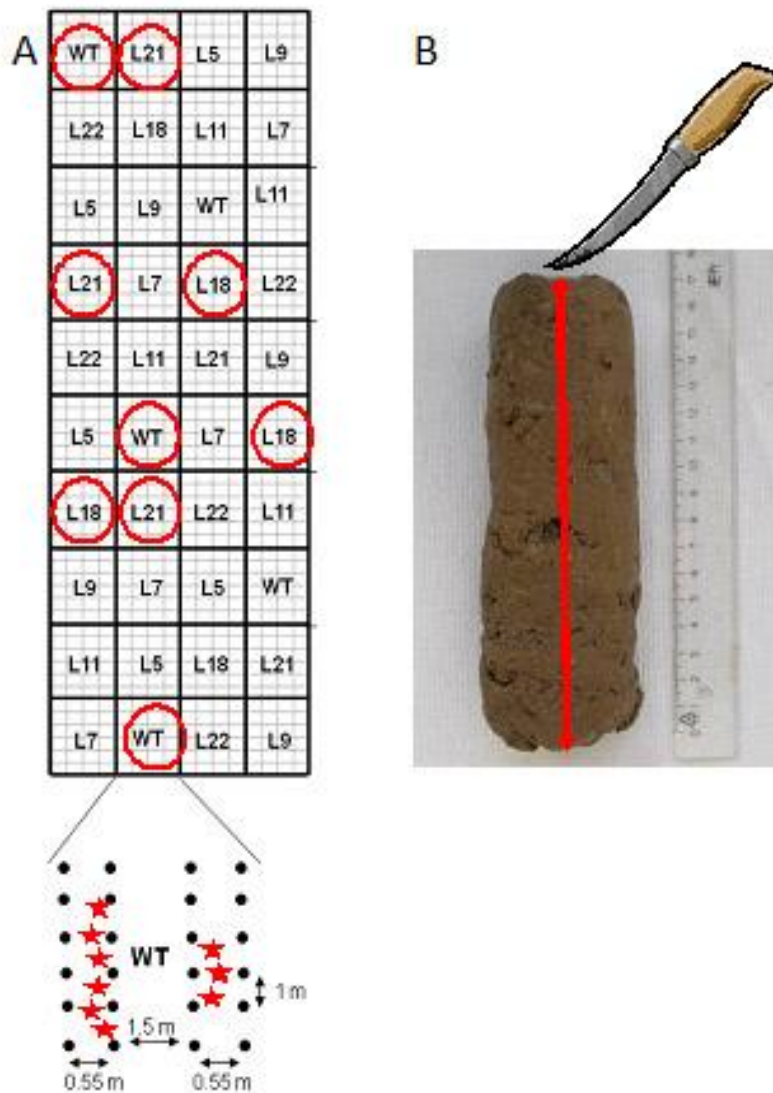 A
B
WT L21 L5 L9
L22 L18 L11 L7
L5 L9 WT L11
L21 L7 L18 L22
L22 L11 L21 L9
L5 WT L7 L18
L18 L21 L22 L11
L9 L7 L5 WT
L11 L5 L18 L21
L7 WT L22 L9
WT
1 m
1.5 m
0.55 m 0.55 m